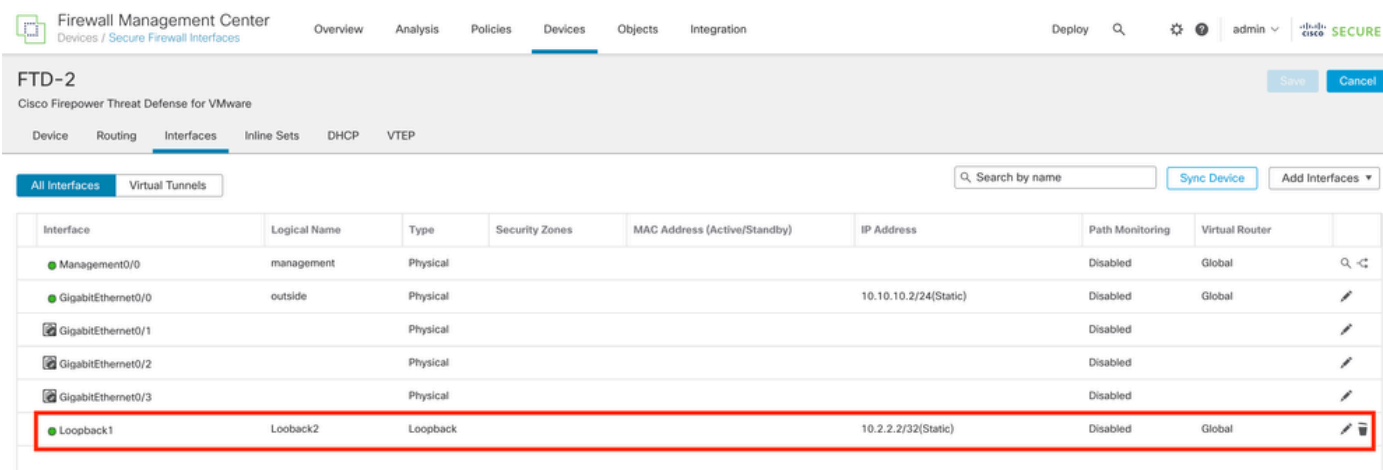 Firewall Management Center
Devices / Secure Firewall Interfaces
Overview Analysis Policies Devices Objects Integration Deploy admin cisco SECURE
FTD-2
Save Cancel
Cisco Firepower Threat Defense for VMware
Device Routing Interfaces Inline Sets DHCP VTEP
All Interfaces Virtual Tunnels Search by name Sync Device Add Interfaces
Interface Logical Name Type Security Zones MAC Address (Active/Standby) IP Address Path Monitoring Virtual Router
Management0/0 management Physical Disabled Global
GigabitEthernet0/0 outside Physical 10.10.10.2/24(Static) Disabled Global
GigabitEthernet0/1 Physical Disabled
GigabitEthernet0/2 Physical Disabled
GigabitEthernet0/3 Physical Disabled
Loopback1 Looback2 Loopback 10.2.2.2/32(Static) Disabled Global